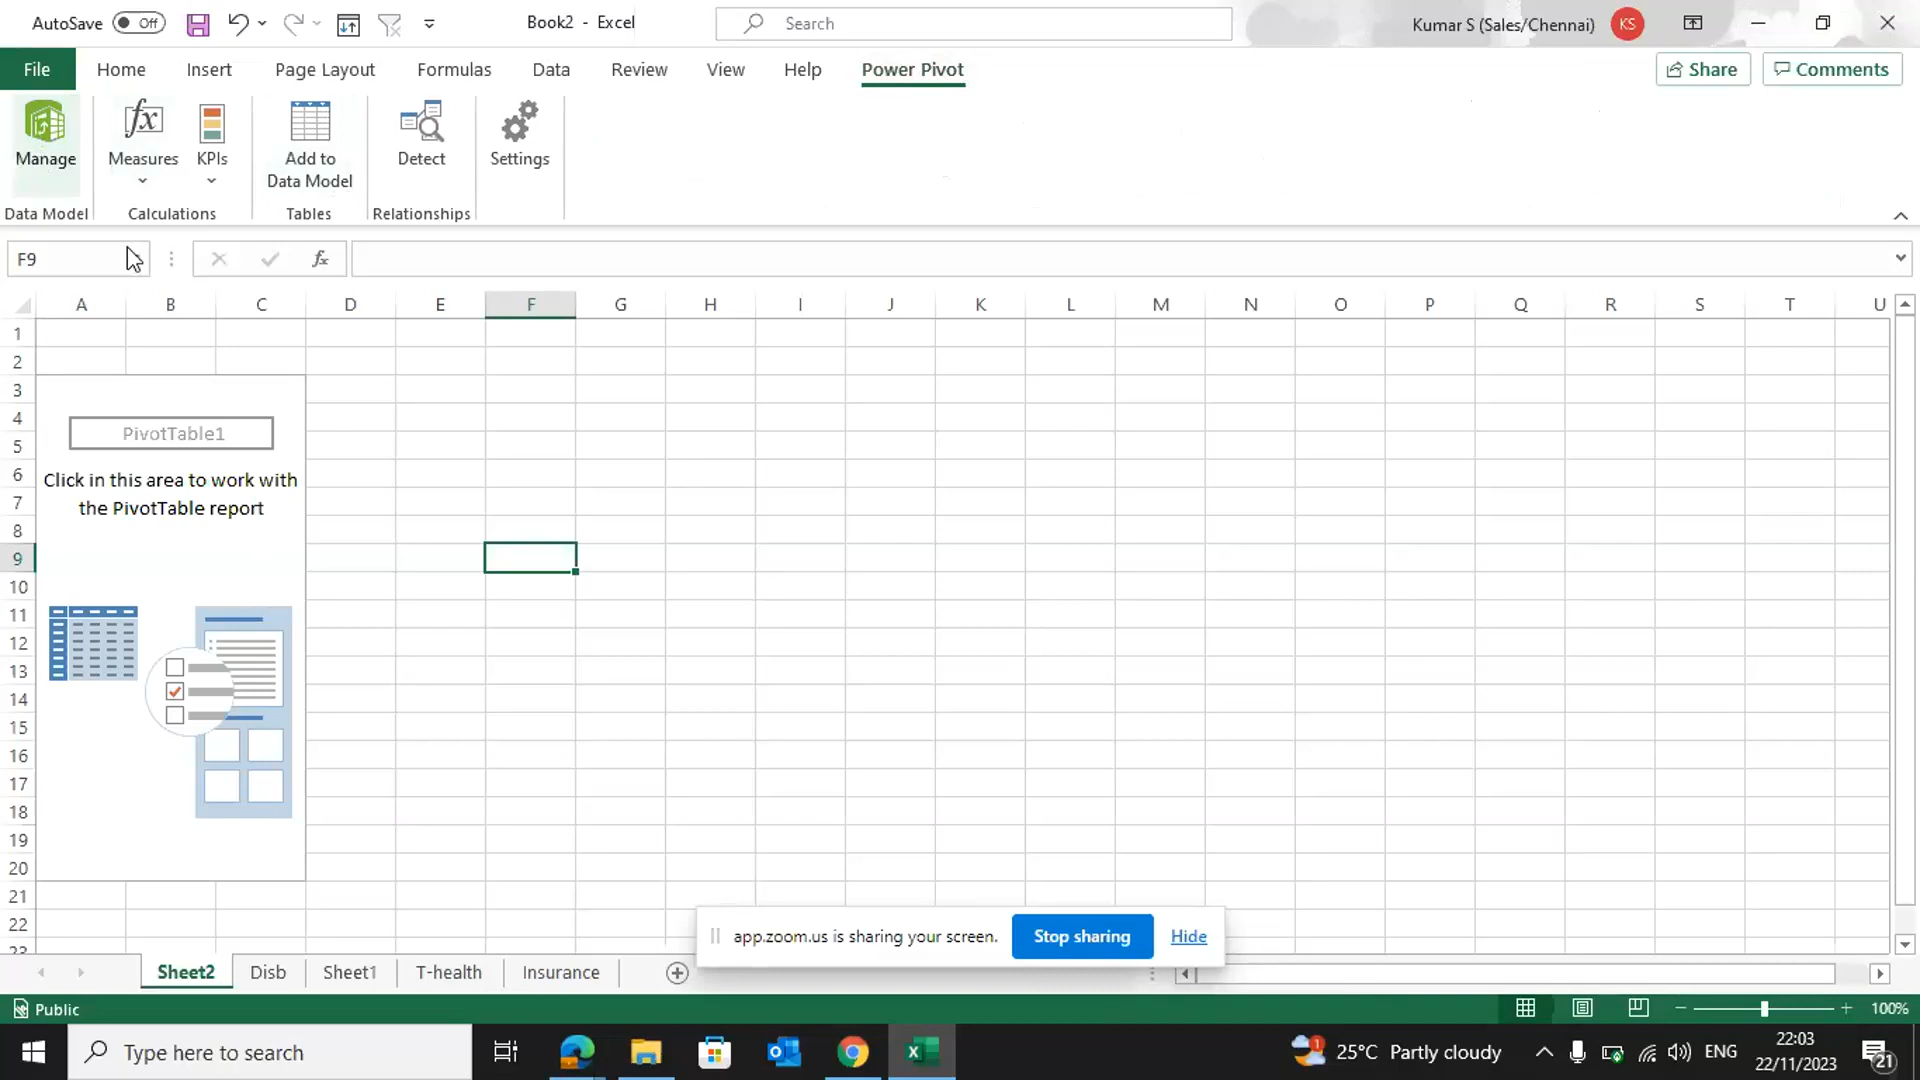 AutoSave Off Book2 - Excel Search Kumar S (Sales/Chennai) KS
File Home Insert Page Layout Formulas Data Review View Help Power Pivot Share Comments
Manage Measures KPIs Add to Data Model Detect Settings
Data Model Calculations Tables Relationships
F9 fx
A B C D E F G H I J K L M N O P Q R S T U
1
2
3
4
PivotTable1
5
6
Click in this area to work with
7
the PivotTable report
8
9
10
11
12
13
14
15
16
17
18
19
20
21
22
23
app.zoom.us is sharing your screen. Stop sharing Hide
Sheet2 Disb Sheet1 T-health Insurance
Public 100%
Type here to search 1 25°C Partly cloudy ENG 22:03
22/11/2023 21